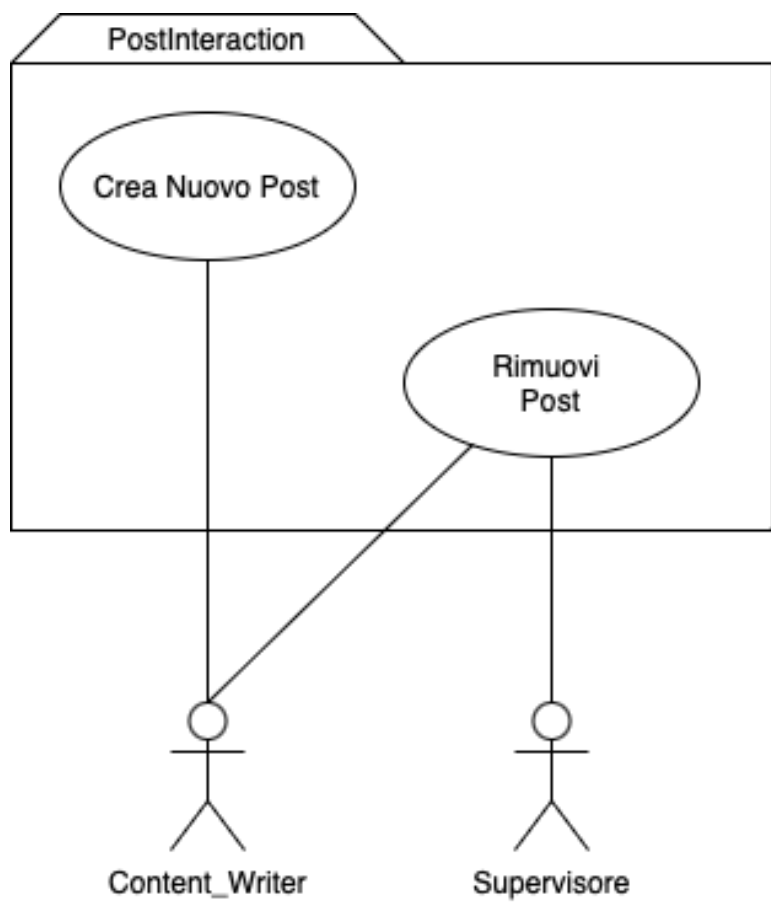 PostInteraction
Crea Nuovo Post
Rimuovi
Post
Content_Writer
Supervisore